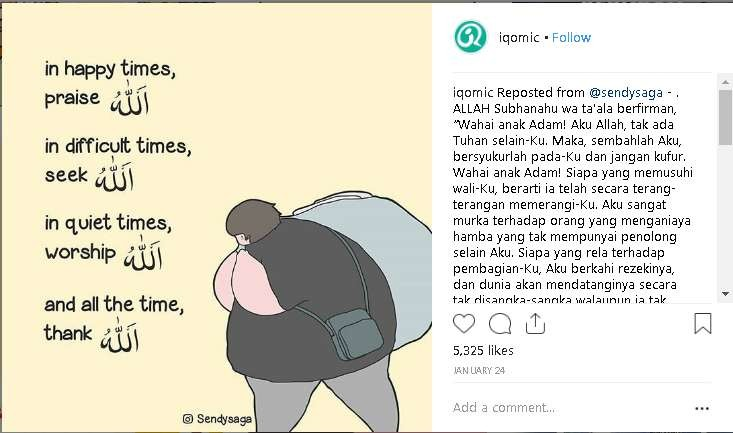 in happy times,
praise اَللّٰهُ
in difficult times,
seek اَللّٰهُ
in quiet times,
worship اَللّٰهُ
and all the time,
thank اَللّٰهُ
Sendysaga
iqomic • Follow
iqomic Reposted from @sendysaga - .
ALLAH Subhanahu wa ta'ala berfirman,
"Wahai anak Adam! Aku Allah, tak ada
Tuhan selain-Ku. Maka, sembahlah Aku,
bersyukurlah pada-Ku dan jangan kufur.
Wahai anak Adam! Siapa yang memusuhi
wali-Ku, berarti ia telah secara terang-
terangan memerangi-Ku. Aku sangat
murka terhadap orang yang menganiaya
hamba yang tak mempunyai penolong
selain Aku. Siapa yang rela terhadap
pembagian-Ku, Aku berkahi rezekinya,
dan dunia akan mendatanginya secara
tak disangka-sangka walaupun ia tak
5,325 likes
JANUARY 24
Add a comment...